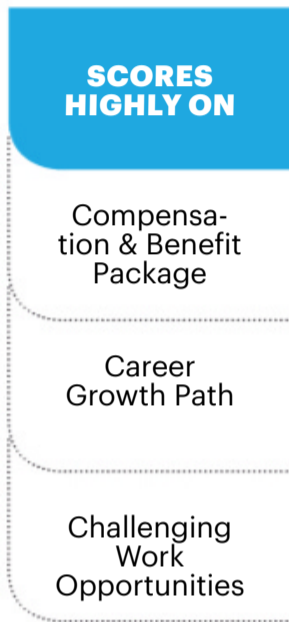 SCORES
HIGHLY ON
Compensa-
tion & Benefit
Package
Career
Growth Path
Challenging
Work
Opportunities